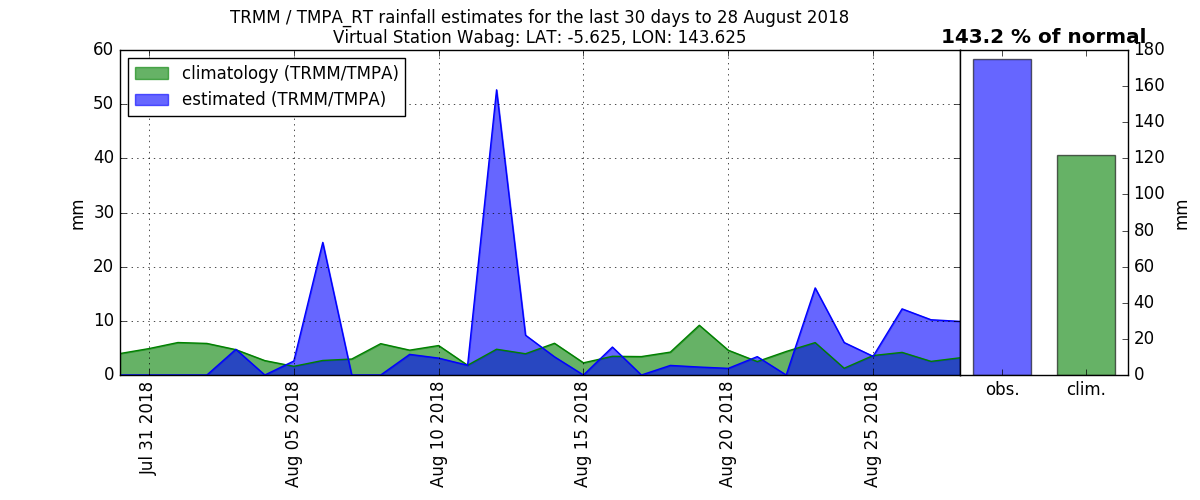 TRMM / TMPA_RT rainfall estimates for the last 30 days to 28 August 2018
Virtual Station Wabag: LAT: -5.625, LON: 143.625
143.2 % of normal
climatology (TRMM/TMPA)
estimated (TRMM/TMPA)
60
50
40
30
20
10
0
mm
Jul 31 2018
Aug 05 2018
Aug 10 2018
Aug 15 2018
Aug 20 2018
Aug 25 2018
obs.
clim.
180
160
140
120
100
80
60
40
20
0
mm